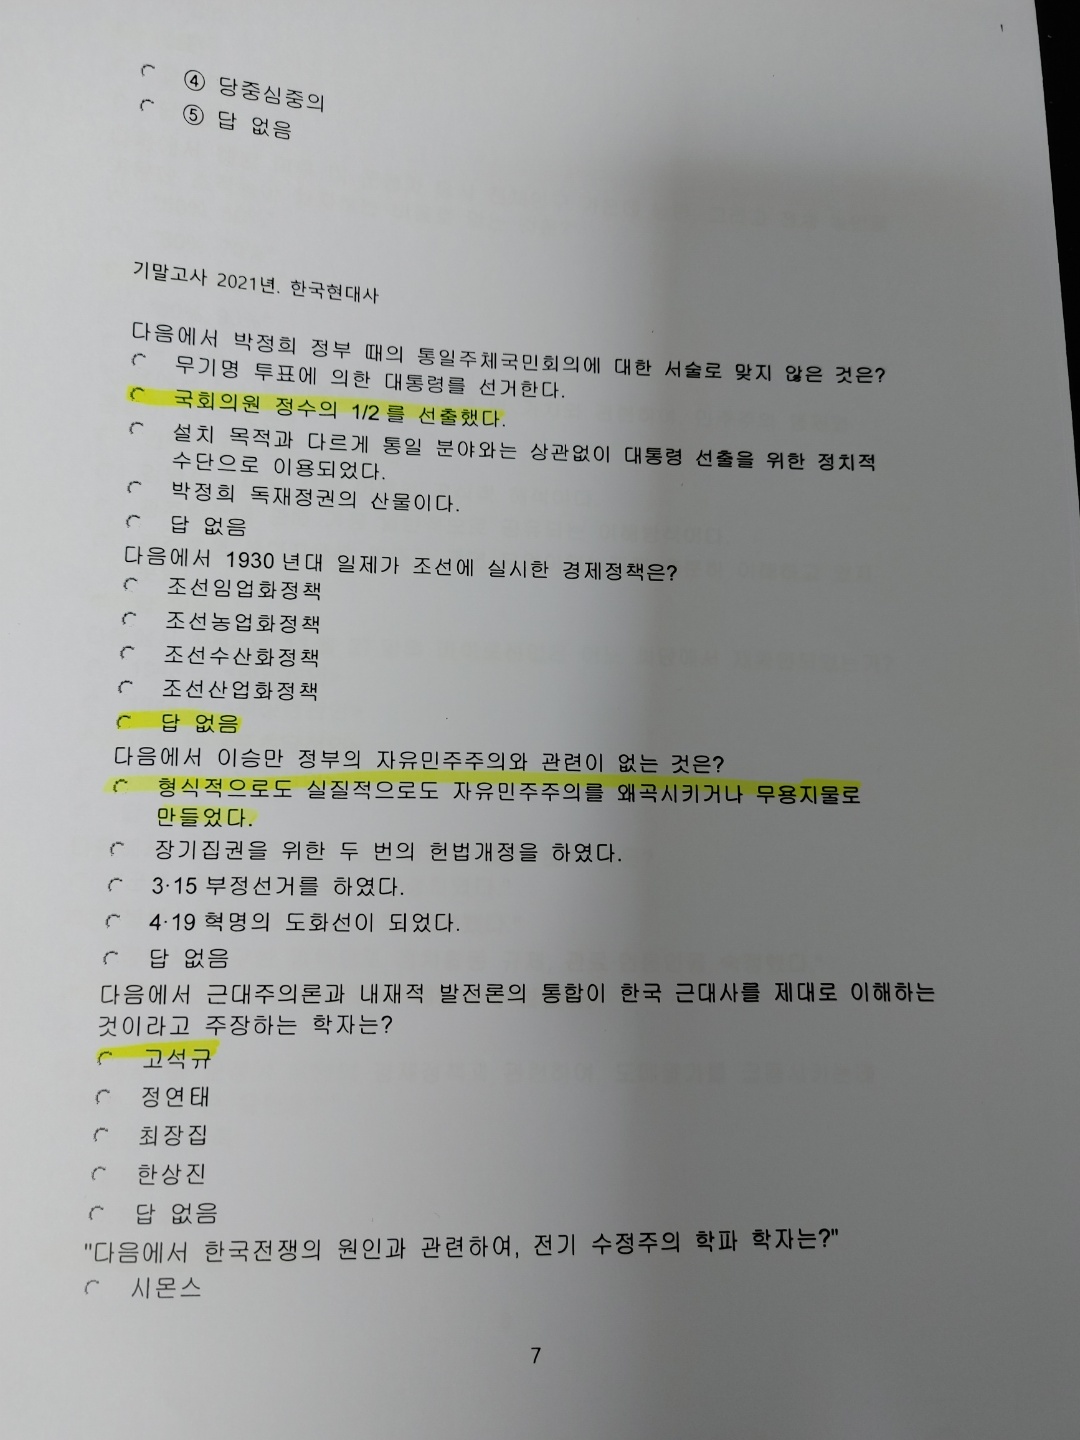 ④ 당중심중의
⑤ 답 없음
기말고사 2021년. 한국현대사
다음에서 박정희 정부 때의 통일주체국민회의에 대한 서술로 맞지 않은 것은?
무기명 투표에 의한 대통령를 선거한다.
국회의원 정수의 1/2를 선출했다.
설치 목적과 다르게 통일 분야와는 상관없이 대통령 선출을 위한 정치적
수단으로 이용되었다.
박정희 독재정권의 산물이다.
답 없음
다음에서 1930년대 일제가 조선에 실시한 경제정책은?
조선임업화정책
조선농업화정책
조선수산화정책
조선산업화정책
답 없음
다음에서 이승만 정부의 자유민주주의와 관련이 없는 것은?
형식적으로도 실질적으로도 자유민주주의를 왜곡시키거나 무용지물로
만들었다.
장기집권을 위한 두 번의 헌법개정을 하였다.
3·15 부정선거를 하였다.
4·19 혁명의 도화선이 되었다.
답 없음
다음에서 근대주의론과 내재적 발전론의 통합이 한국 근대사를 제대로 이해하는
것이라고 주장하는 학자는?
고석규
정연태
최장집
한상진
답 없음
"다음에서 한국전쟁의 원인과 관련하여, 전기 수정주의 학파 학자는?"
시몬스
7